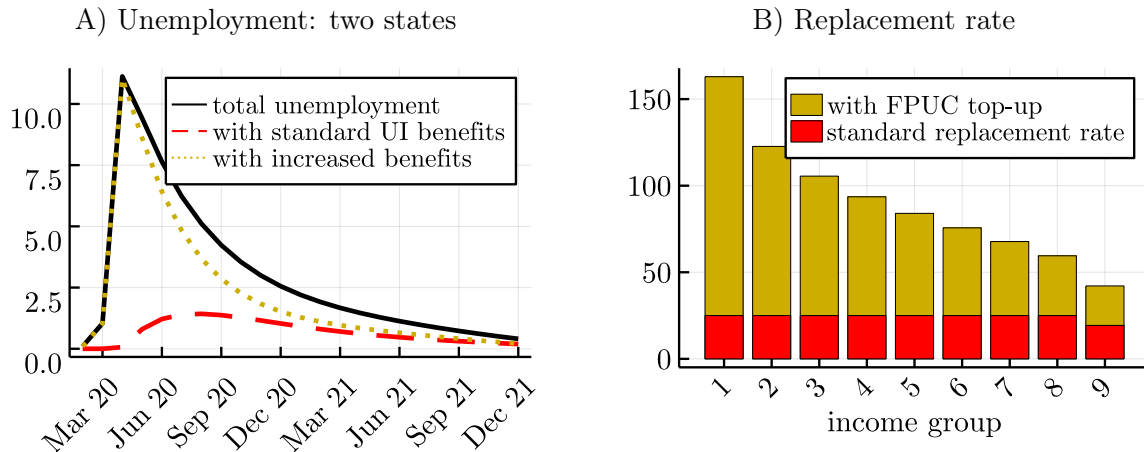 A) Unemployment: two states
10.0
7.5
5.0
2.5
0.0
total unemployment
with standard UI benefits
with increased benefits
Mar 20
Jun 20
Sep 20
Dec 20
Mar 21
Jun 21
Sep 21
Dec 21
B) Replacement rate
150
100
50
0
with FPUC top-up
standard replacement rate
1 2 3 4 5 6 7 8 9
income group